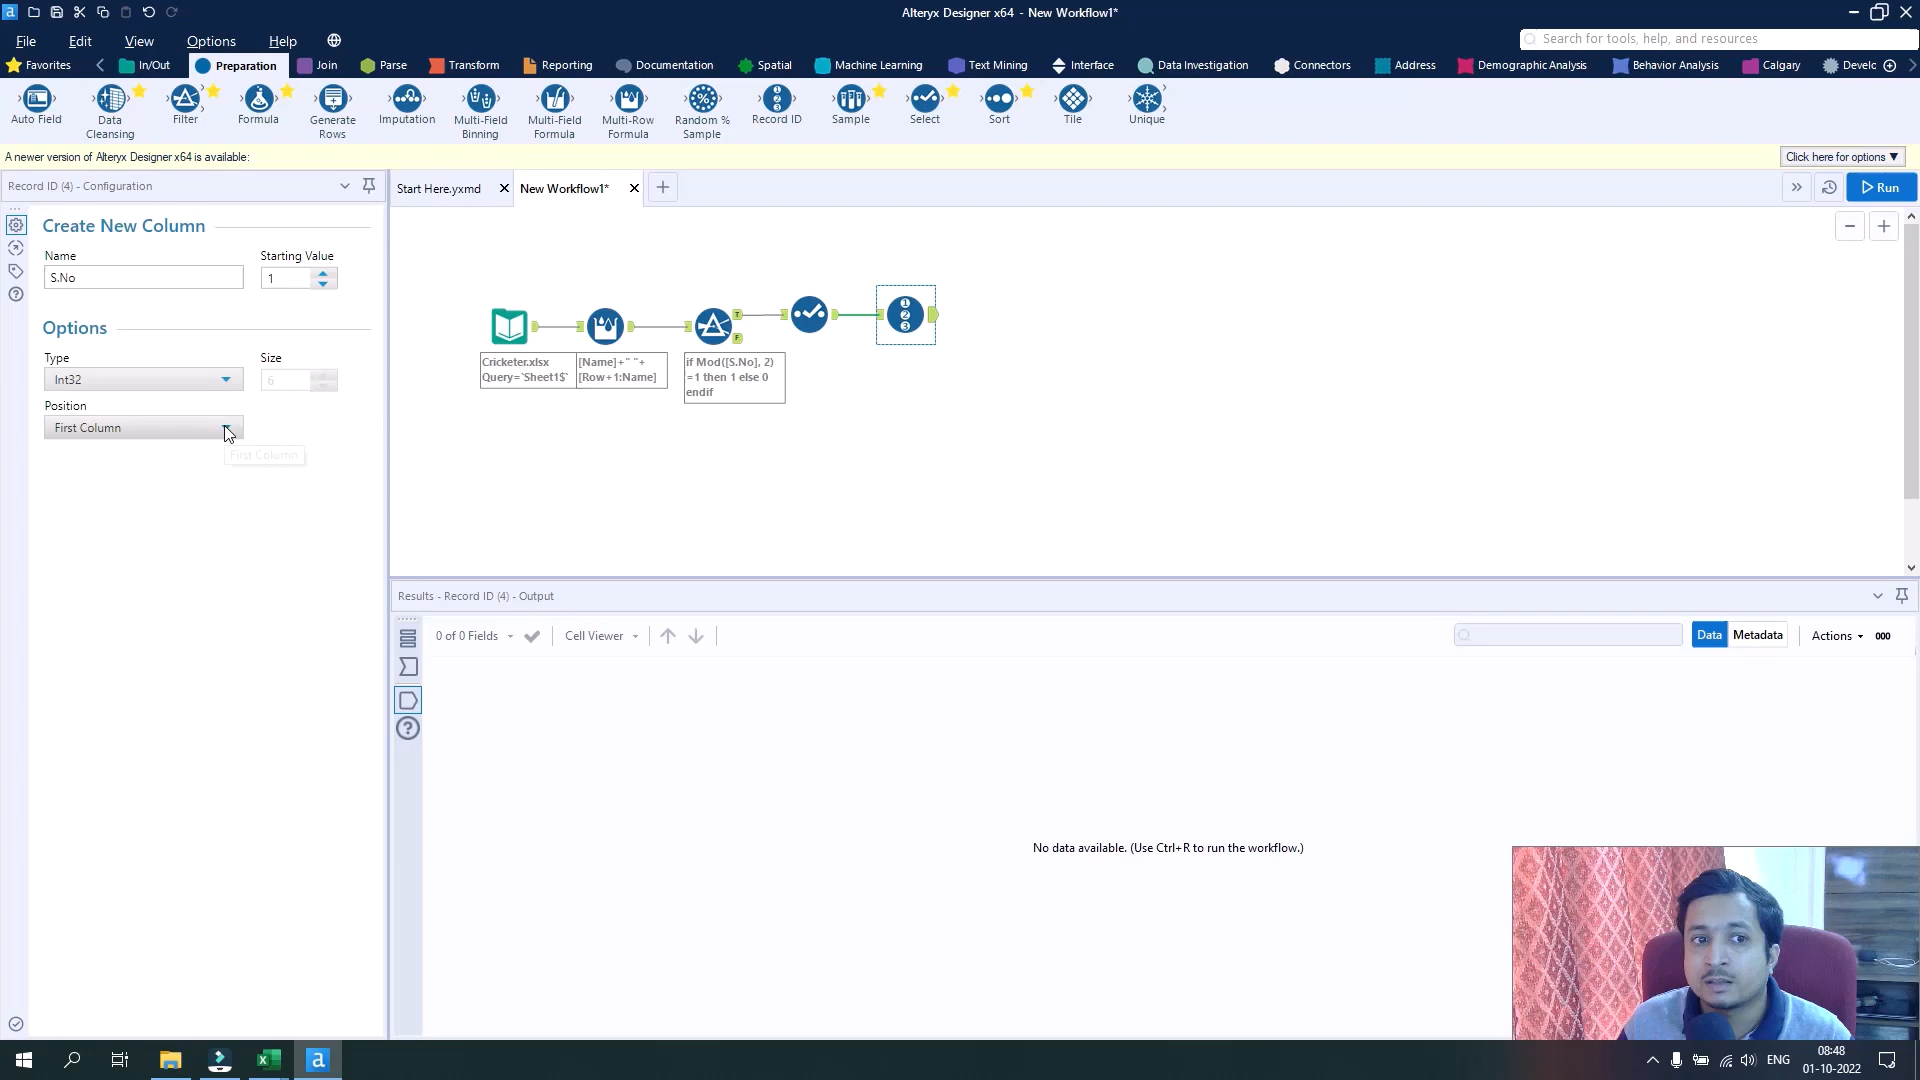 Alteryx Designer x64 - New Workflow1*
File Edit View Options Help
Search for tools, help, and resources
Favorites In/Out Preparation Join Parse Transform Reporting Documentation Spatial Machine Learning Text Mining Interface Data Investigation Connectors Address Demographic Analysis Behavior Analysis Calgary Develo
Auto Field
Data Cleansing
Filter
Formula
Generate Rows
Imputation
Multi-Field Binning
Multi-Field Formula
Multi-Row Formula
Random % Sample
Record ID
Sample
Select
Sort
Tile
Unique
A newer version of Alteryx Designer x64 is available:
Click here for options ▼
Record ID (4) - Configuration
Start Here.yxmd
New Workflow1*
Run
Create New Column
Name
Starting Value
S.No
1
Options
Type
Size
Int32
6
Position
First Column
First Column
Cricketer.xlsx
Query=`Sheet1$`
[Name]+" "+
[Row+1:Name]
T
F
if Mod([S.No], 2)
=1 then 1 else 0
endif
1
2
3
Results - Record ID (4) - Output
0 of 0 Fields
Cell Viewer
Data
Metadata
Actions
000
No data available. (Use Ctrl+R to run the workflow.)
ENG
08:48
01-10-2022